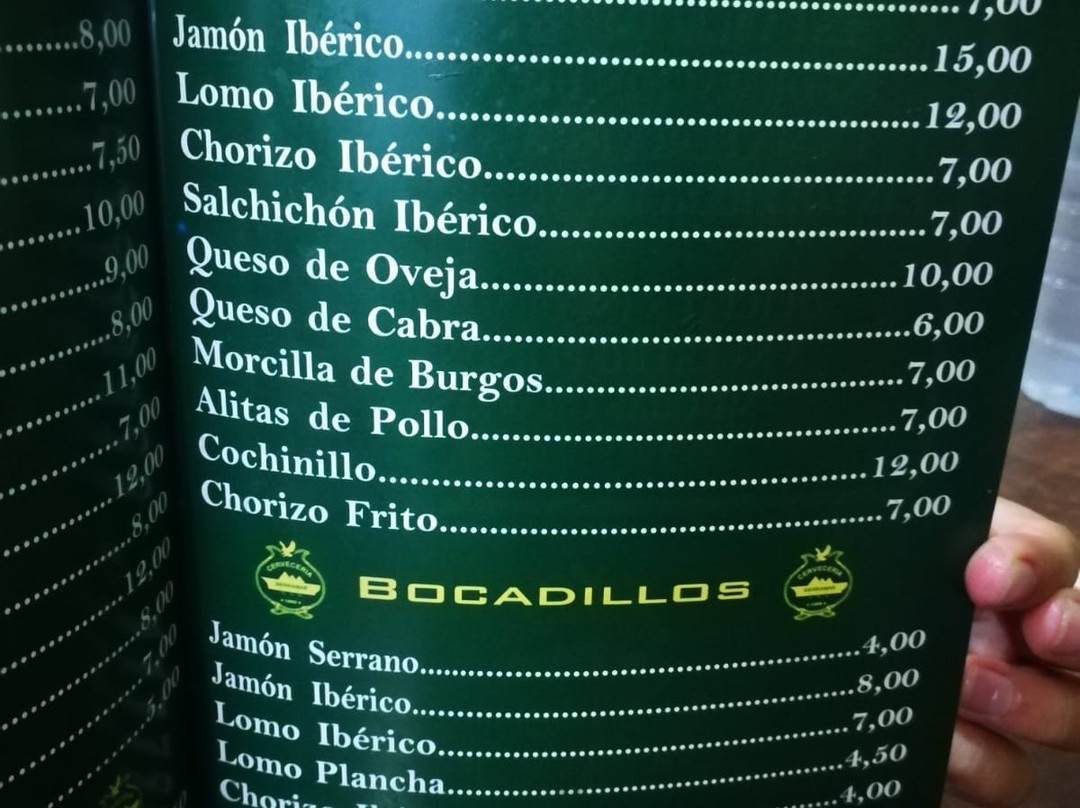 8,00
7,00
7,50
10,00
9,00
8,00
11,00
7,00
12,00
8,00
12,00
8,00
7,00
5,00
7,00
Jamón Ibérico 15,00
Lomo Ibérico 12,00
Chorizo Ibérico 7,00
Salchichón Ibérico 7,00
Queso de Oveja 10,00
Queso de Cabra 6,00
Morcilla de Burgos 7,00
Alitas de Pollo 7,00
Cochinillo 12,00
Chorizo Frito 7,00
CERVECERIA
BOCADILLOS
CERVECERIA
Jamón Serrano 4,00
Jamón Ibérico 8,00
Lomo Ibérico 7,00
Lomo Plancha 4,50
Chorizo 4,00